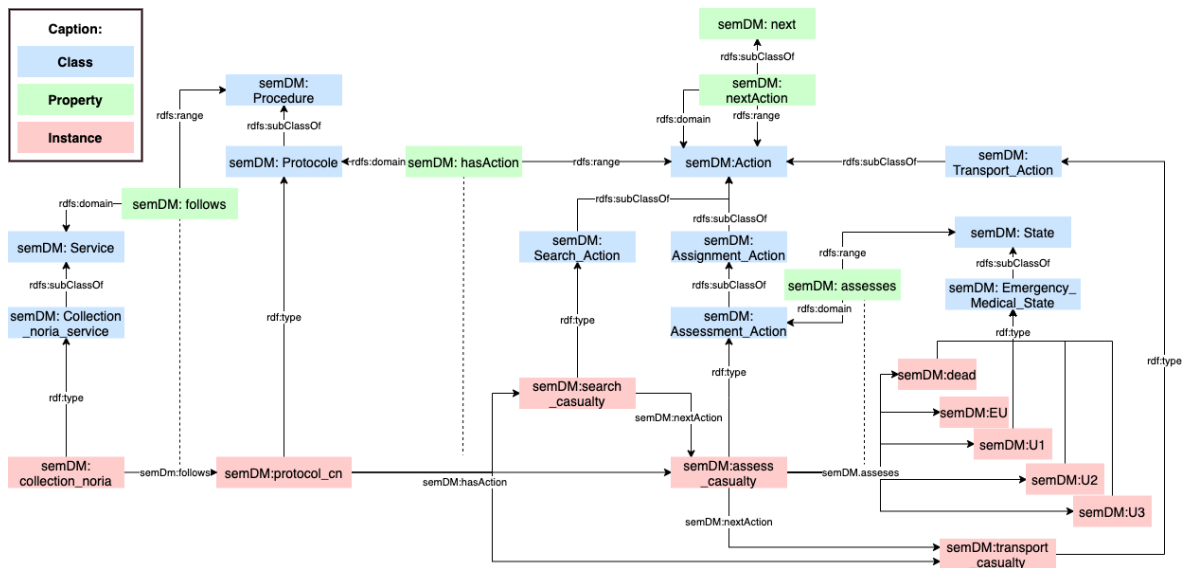 Caption:
Class
Property
Instance
semDM: next
rdfs:subClassOf
semDM:
nextAction
rdfs:domain
rdfs:range
semDM:
Procedure
rdfs:range
rdfs:subClassOf
semDM: Protocole
rdfs:domain
semDM: hasAction
rdfs:range
semDM:Action
rdfs:subClassOf
semDM:
Transport_Action
rdfs:domain
semDM: follows
rdfs:subClassOf
rdfs:subClassOf
semDM: Service
semDM:
Search_Action
semDM:
Assignment_Action
semDM: State
rdfs:range
rdfs:subClassOf
rdfs:subClassOf
rdfs:subClassOf
semDM: assesses
semDM: Emergency_
Medical_State
rdfs:domain
semDM: Collection
_noria_service
rdf:type
rdf:type
semDM:
Assessment_Action
rdf:type
rdf:type
rdf:type
rdf:type
semDM:dead
semDM:search
_casualty
semDM:nextAction
semDM:EU
semDM:U1
semDM:
collection_noria
semDm:follows
semDM:protocol_cn
semDM:hasAction
semDM:assess
_casualty
semDM.asseses
semDM:U2
semDM:U3
semDM:nextAction
semDM:transport
_casualty